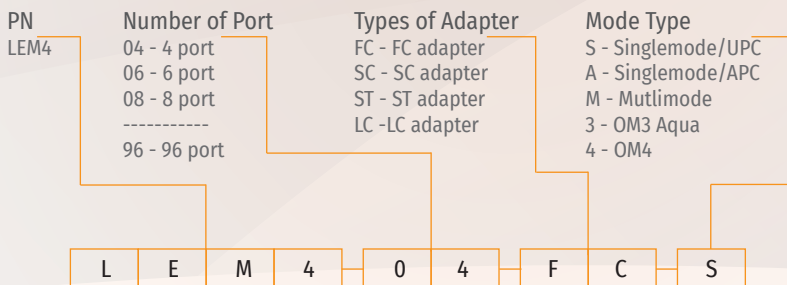 PN
LEM4
Number of Port
04 - 4 port
06 - 6 port
08 - 8 port
-----------
96 - 96 port
Types of Adapter
FC - FC adapter
SC - SC adapter
ST - ST adapter
LC -LC adapter
Mode Type
S - Singlemode/UPC
A - Singlemode/APC
M - Mutlimode
3 - OM3 Aqua
4 - OM4
L E M 4 - 0 4 - F C - S